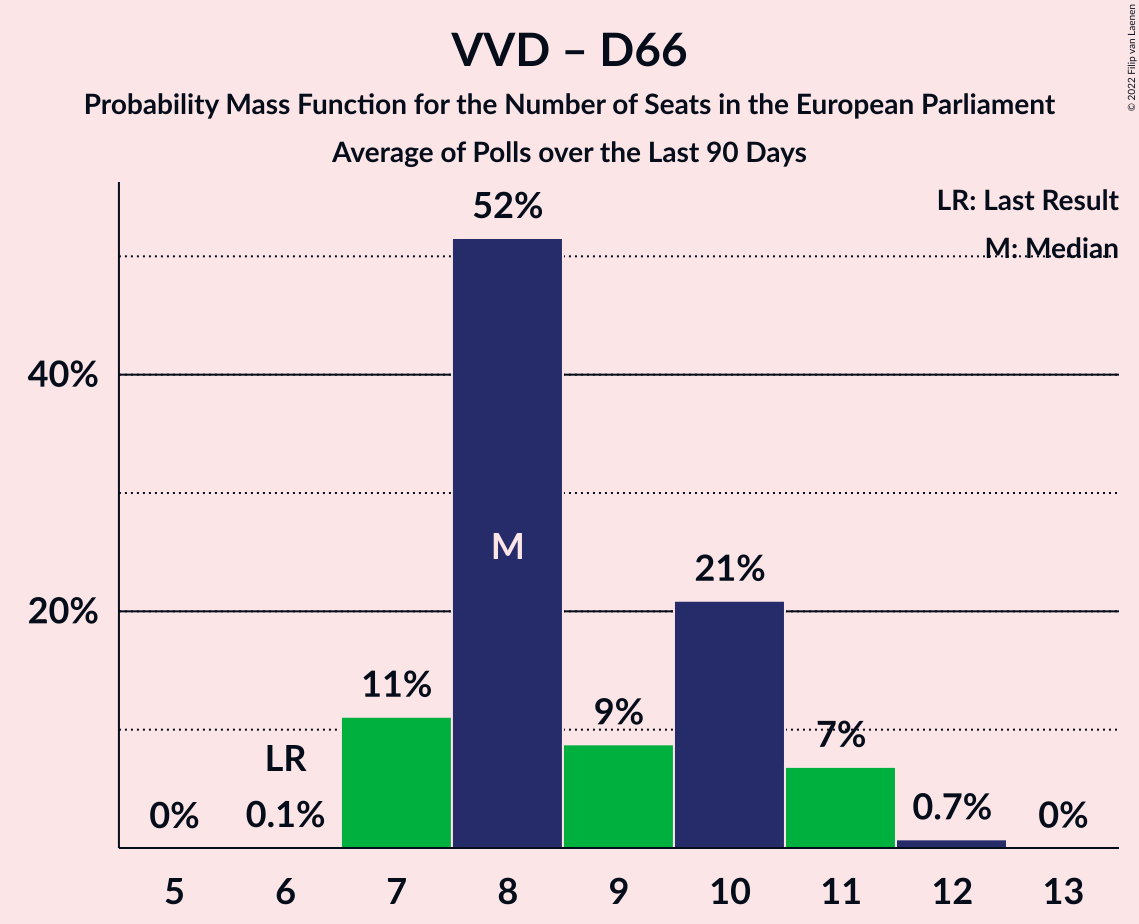 VVD – D66
Probability Mass Function for the Number of Seats in the European Parliament
Average of Polls over the Last 90 Days
© 2022 Filip van Laenen
LR: Last Result
M: Median
52%
40%
M
21%
20%
11%
9%
7%
LR
0%
0.1%
0.7%
0%
5 6 7 8 9 10 11 12 13